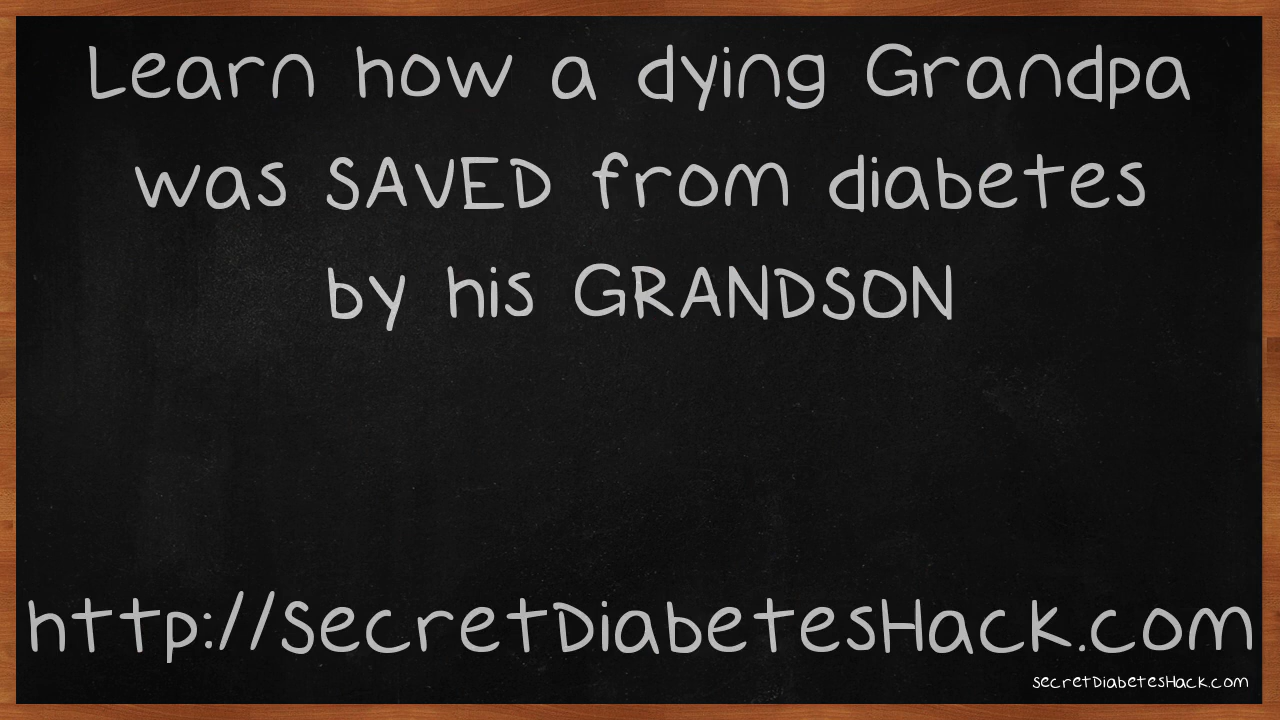 Learn how a dying Grandpa
was SAVED from diabetes
by his GRANDSON
http://SecretDiabetesHack.com
SecretDiabetesHack.com